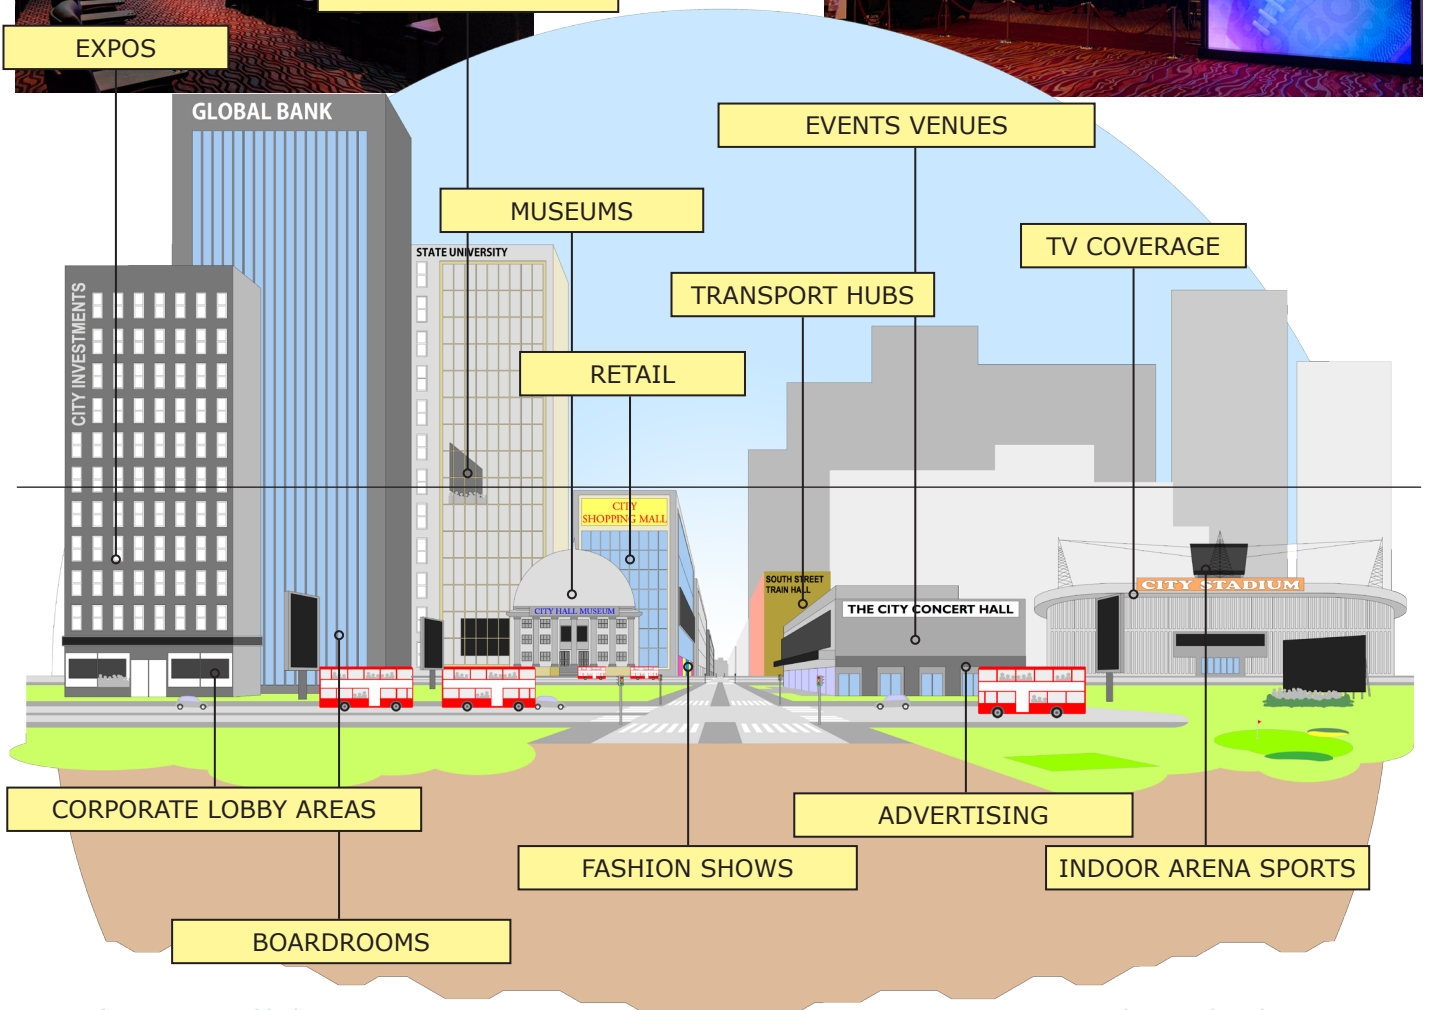 EXPOS
GLOBAL BANK
EVENTS VENUES
MUSEUMS
TV COVERAGE
STATE UNIVERSITY
TRANSPORT HUBS
CITY INVESTMENTS
RETAIL
CITY
SHOPPING MALL
SOUTH STREET
TRAIN HALL
CITY STADIUM
CITY HALL MUSEUM
THE CITY CONCERT HALL
CORPORATE LOBBY AREAS
ADVERTISING
FASHION SHOWS
INDOOR ARENA SPORTS
BOARDROOMS